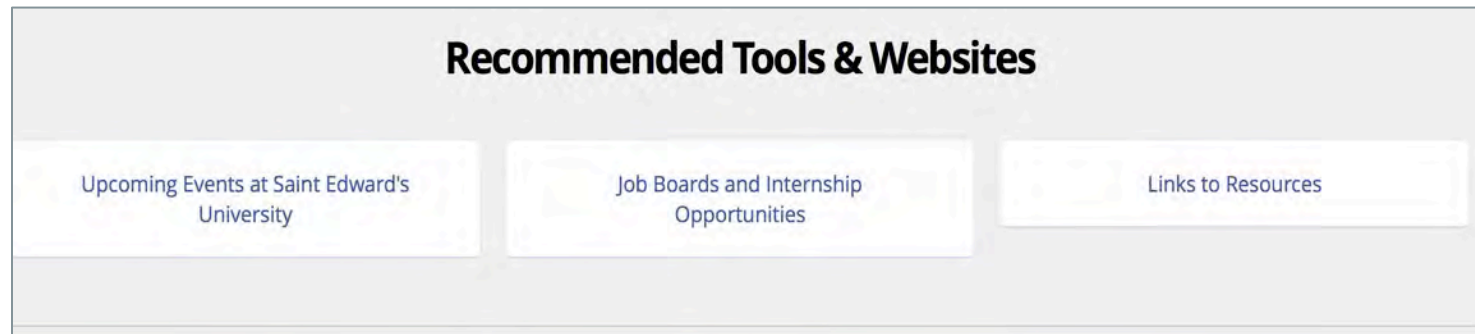 Recommended Tools & Websites
Upcoming Events at Saint Edward's
University
Job Boards and Internship
Opportunities
Links to Resources